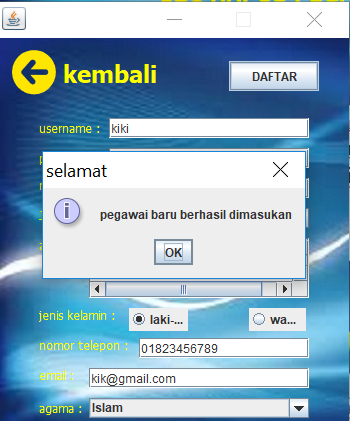 kembali
DAFTAR
username : kiki
selamat
pegawai baru berhasil dimasukan
OK
jenis kelamin : laki-... wa...
nomor telepon : 01823456789
email : kik@gmail.com
agama : Islam